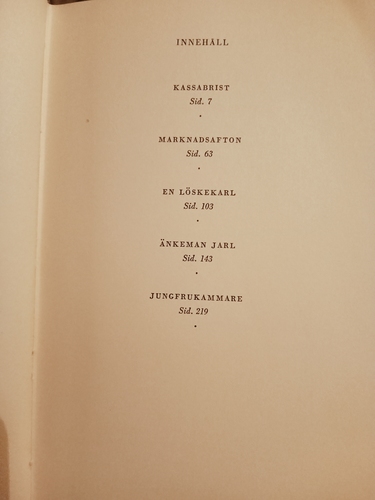 INNEHÅLL
KASSABRIST
Sid. 7
MARKNADSAFTON
Sid. 63
EN LÖSKEKARL
Sid. 103
ÄNKEMAN JARL
Sid. 143
JUNGFRUKAMMARE
Sid. 219